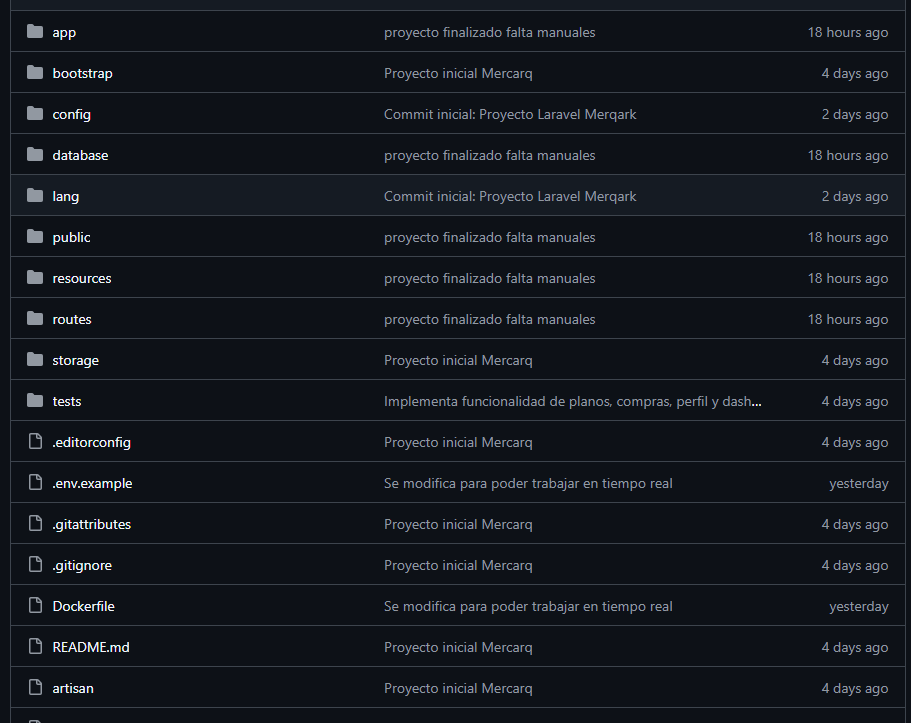 app proyecto finalizado falta manuales 18 hours ago
bootstrap Proyecto inicial Mercarq 4 days ago
config Commit inicial: Proyecto Laravel Merqark 2 days ago
database proyecto finalizado falta manuales 18 hours ago
lang Commit inicial: Proyecto Laravel Merqark 2 days ago
public proyecto finalizado falta manuales 18 hours ago
resources proyecto finalizado falta manuales 18 hours ago
routes proyecto finalizado falta manuales 18 hours ago
storage Proyecto inicial Mercarq 4 days ago
tests Implementa funcionalidad de planos, compras, perfil y dash... 4 days ago
.editorconfig Proyecto inicial Mercarq 4 days ago
.env.example Se modifica para poder trabajar en tiempo real yesterday
.gitattributes Proyecto inicial Mercarq 4 days ago
.gitignore Proyecto inicial Mercarq 4 days ago
Dockerfile Se modifica para poder trabajar en tiempo real yesterday
README.md Proyecto inicial Mercarq 4 days ago
artisan Proyecto inicial Mercarq 4 days ago